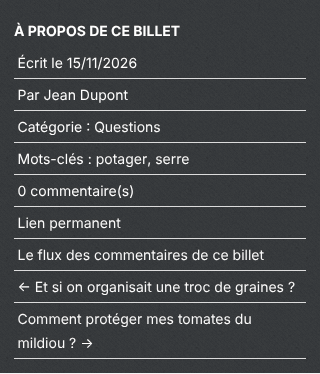 À PROPOS DE CE BILLET
Écrit le 15/11/2026
Par Jean Dupont
Catégorie : Questions
Mots-clés : potager, serre
0 commentaire(s)
Lien permanent
Le flux des commentaires de ce billet
← Et si on organisait une troc de graines ?
Comment protéger mes tomates du
mildiou ? →